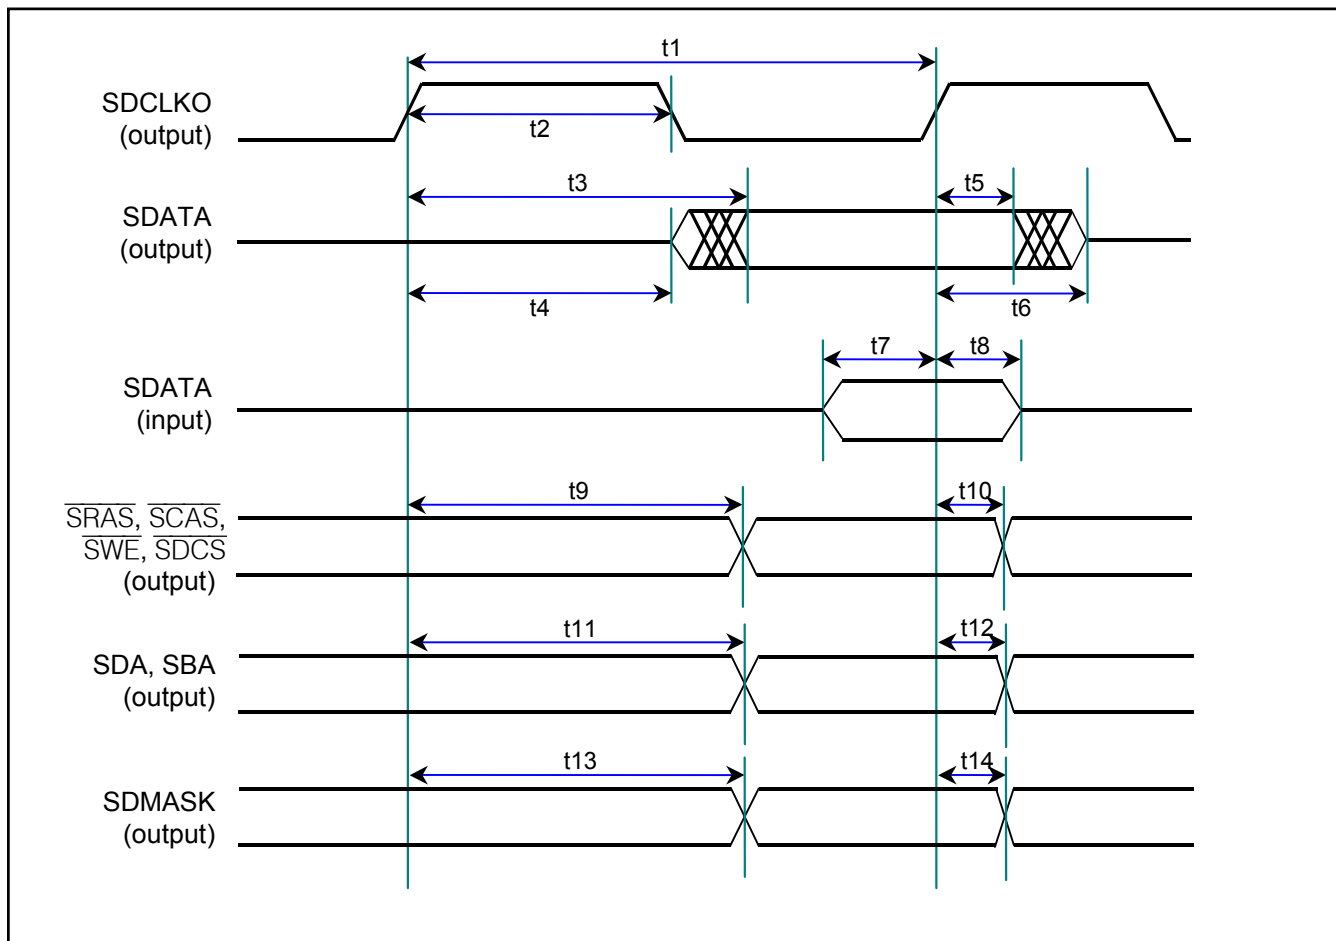 t1
SDCLKO
(output)
t2
t3
t5
SDATA
(output)
t4
t6
t7
t8
SDATA
(input)
t9
t10
SRAS, SCAS,
SWE, SDCS
(output)
t11
t12
SDA, SBA
(output)
t13
t14
SDMASK
(output)